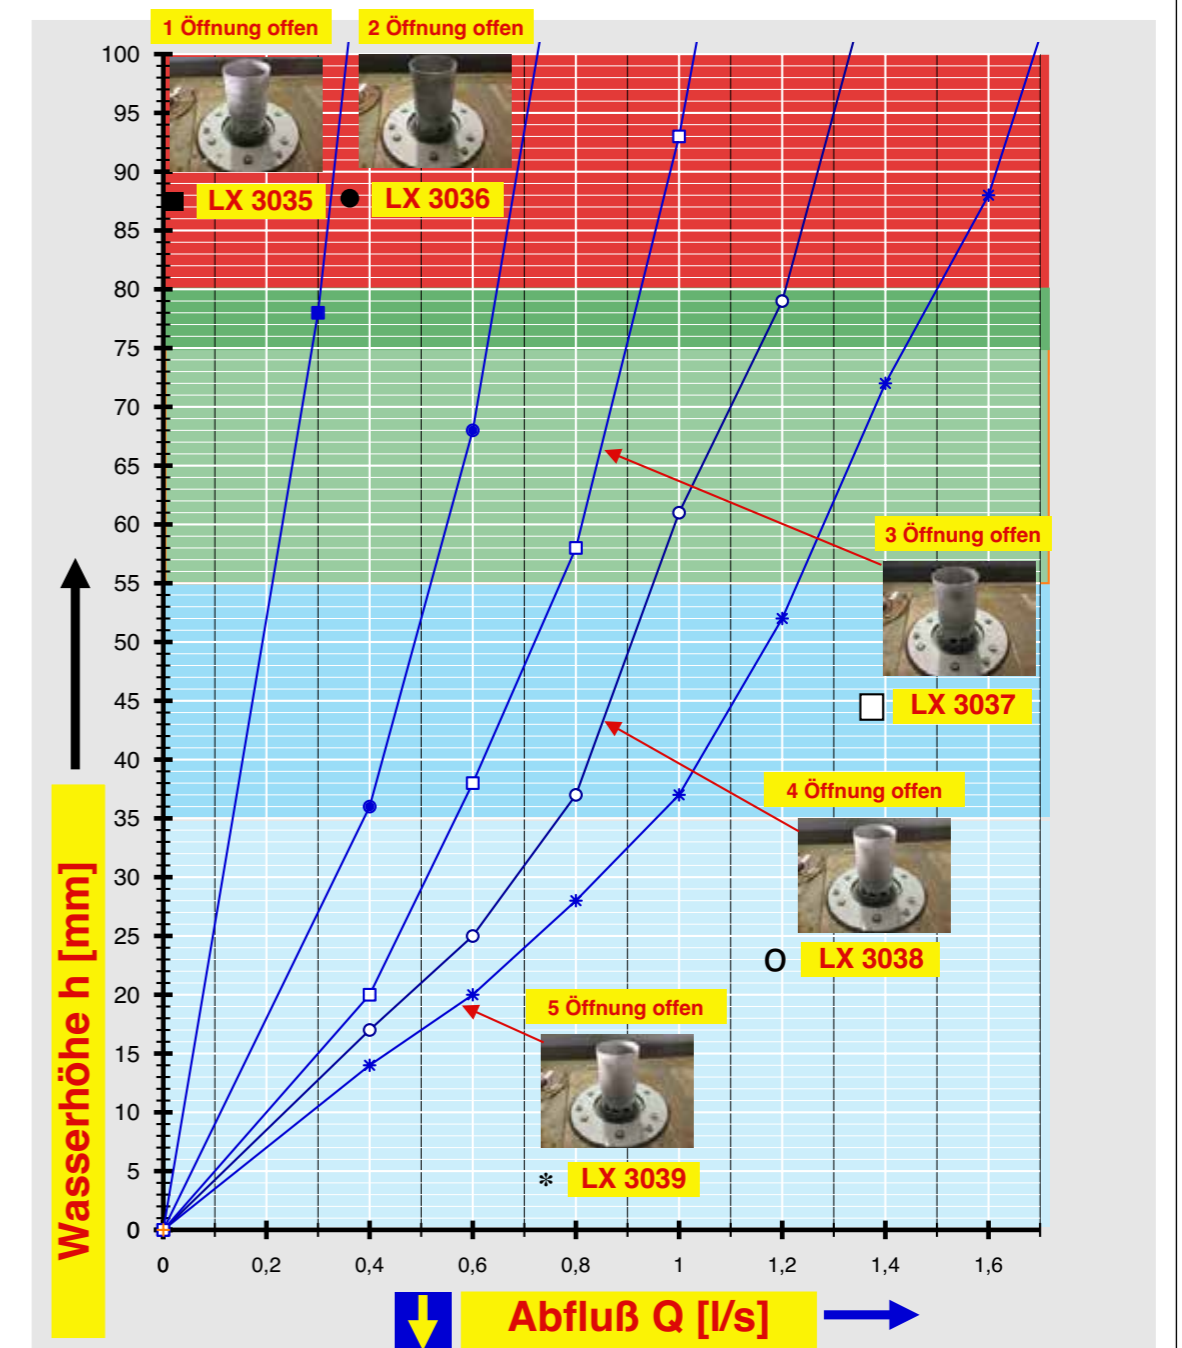 1 Öffnung offen
2 Öffnung offen
100
95
90
85
80
75
70
65
60
55
50
45
40
35
30
25
20
15
10
5
0
LX 3035
LX 3036
3 Öffnung offen
LX 3037
4 Öffnung offen
O LX 3038
5 Öffnung offen
* LX 3039
Wasserhöhe h [mm]
0 0,2 0,4 0,6 0,8 1 1,2 1,4 1,6
Abfluß Q [l/s]